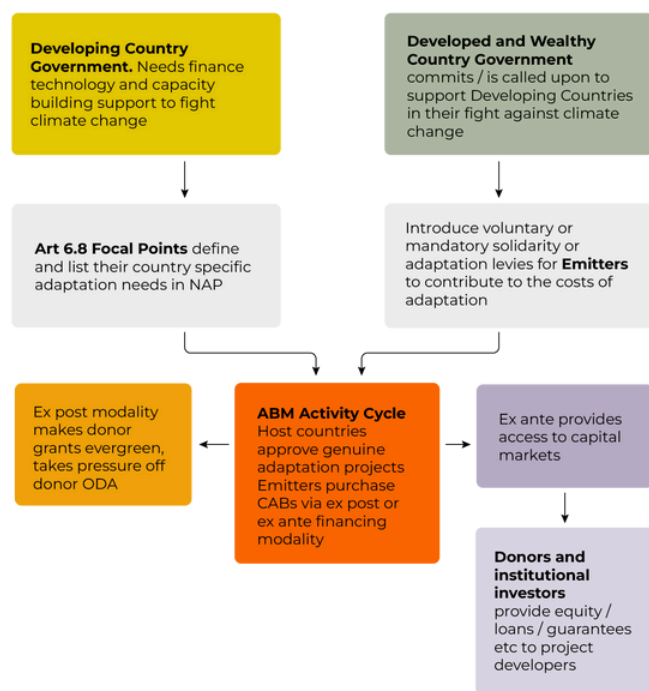 Developing Country
Government. Needs finance
technology and capacity
building support to fight
climate change
Developed and Wealthy
Country Government
commits / is called upon to
support Developing Countries
in their fight against climate
change
Art 6.8 Focal Points define
and list their country specific
adaptation needs in NAP
Introduce voluntary or
mandatory solidarity or
adaptation levies for Emitters
to contribute to the costs of
adaptation
Ex post modality
makes donor
grants evergreen,
takes pressure off
donor ODA
ABM Activity Cycle
Host countries
approve genuine
adaptation projects
Emitters purchase
CABs via ex post or
ex ante financing
modality
Ex ante provides
access to capital
markets
Donors and
institutional
investors
provide equity /
loans / guarantees
etc to project
developers